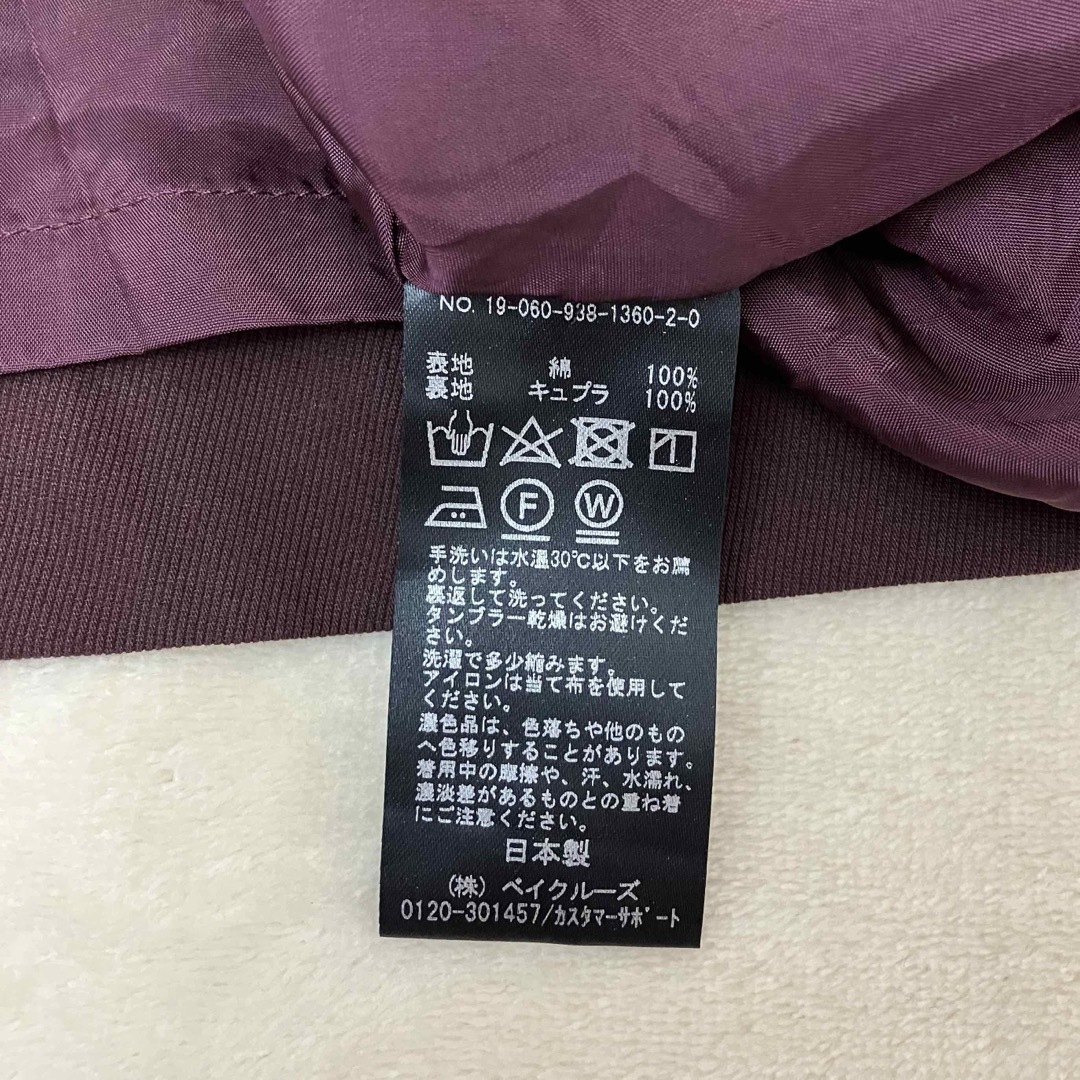 NO. 19-060-938-1360-2-0
表地 綿 100%
裏地 キュプラ 100%
F W
手洗いは水温30℃以下をお薦
めします。
裏返して洗ってください。
タンブラー乾燥はお避けくだ
さい。
洗濯で多少縮みます。
アイロンは当て布を使用して
ください。
濃色品は、色落ちや他のもの
へ色移りすることがあります。
着用中の摩擦や、汗、水濡れ、
濃淡差があるものとの重ね着
にご注意ください。
日本製
(株) ベイクルーズ
0120-301457/カスタマーサポート